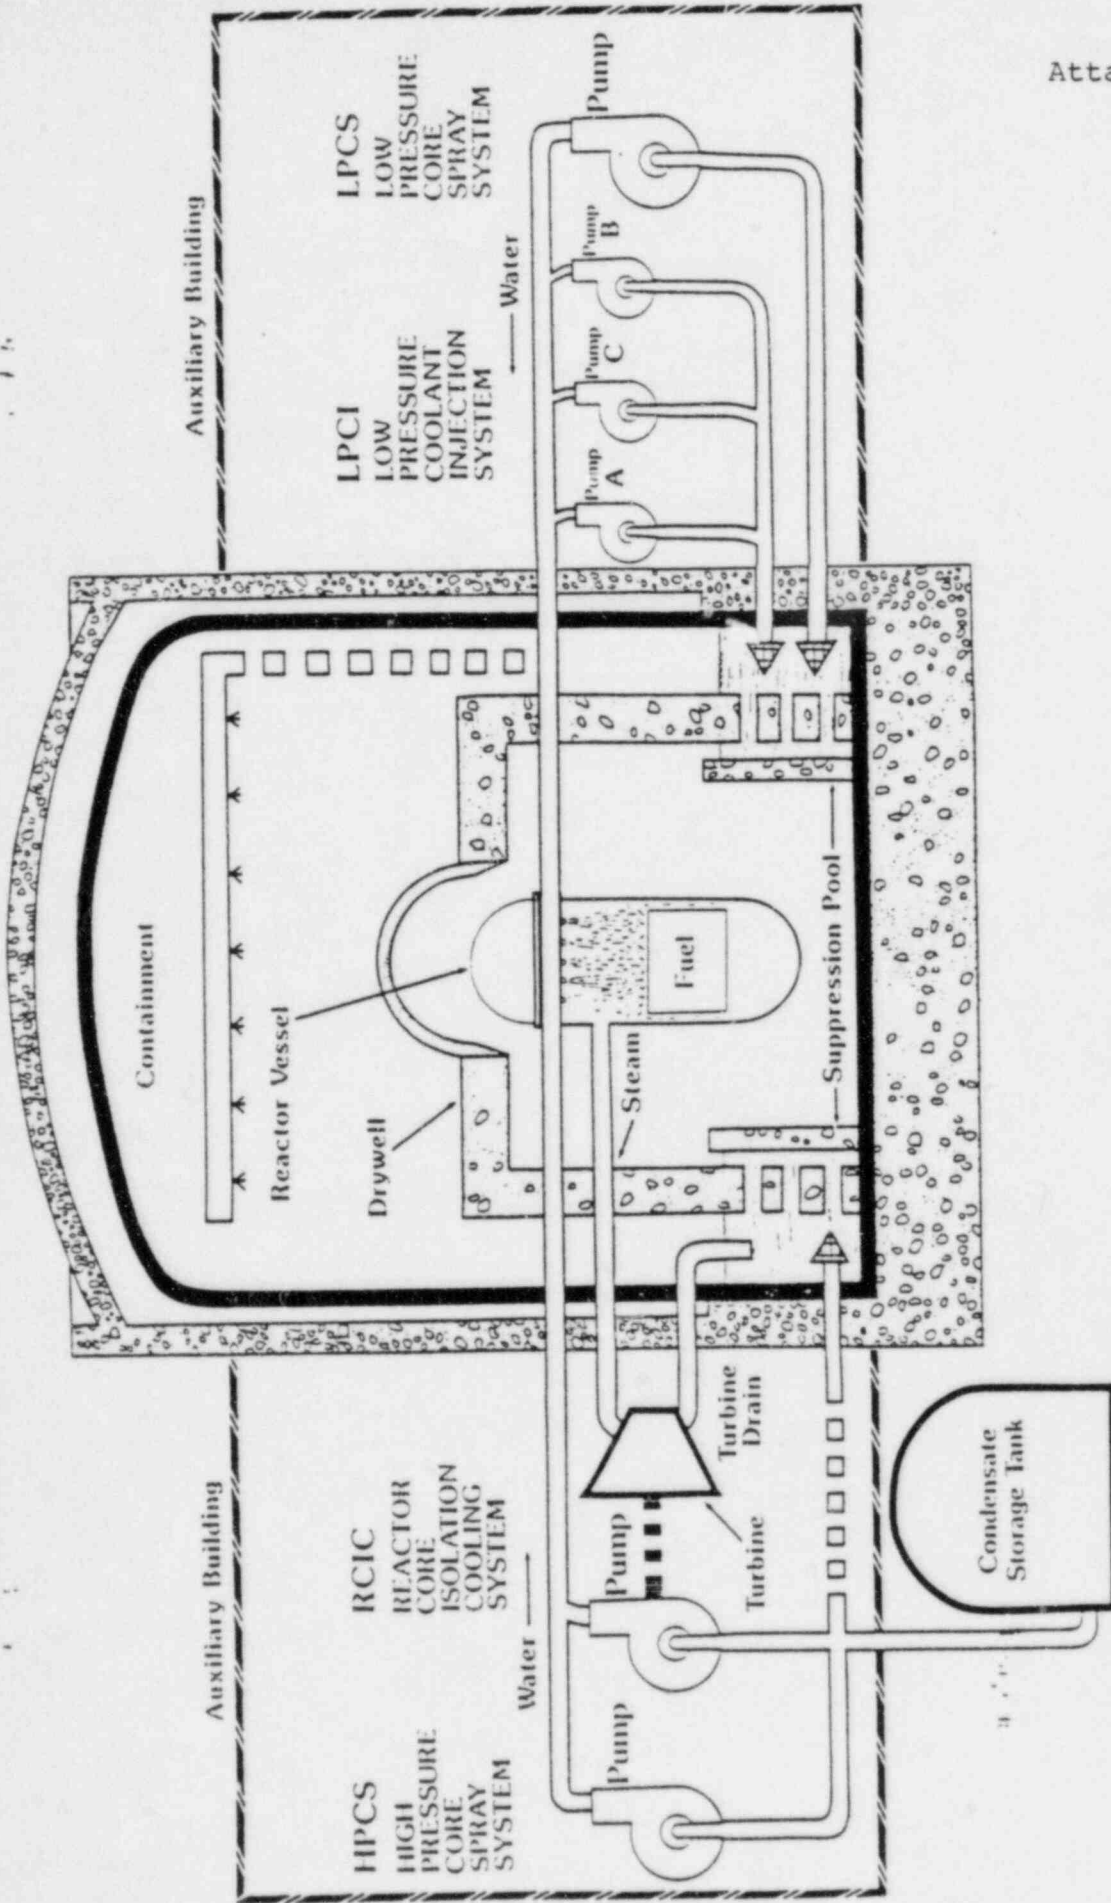 Atta
Auxiliary Building
HPCS
HIGH
PRESSURE
CORE
SPRAY
SYSTEM
RCIC
REACTOR
CORE
ISOLATION
COOLING
SYSTEM
Water
Pump
Pump
Turbine
Turbine
Drain
Condensate
Storage Tank
Containment
Reactor Vessel
Drywell
Steam
Fuel
Suppression Pool
Auxiliary Building
LPCI
LOW
PRESSURE
COOLANT
INJECTION
SYSTEM
LPCS
LOW
PRESSURE
CORE
SPRAY
SYSTEM
Water
Pump
A
Pump
C
Pump
B
Pump